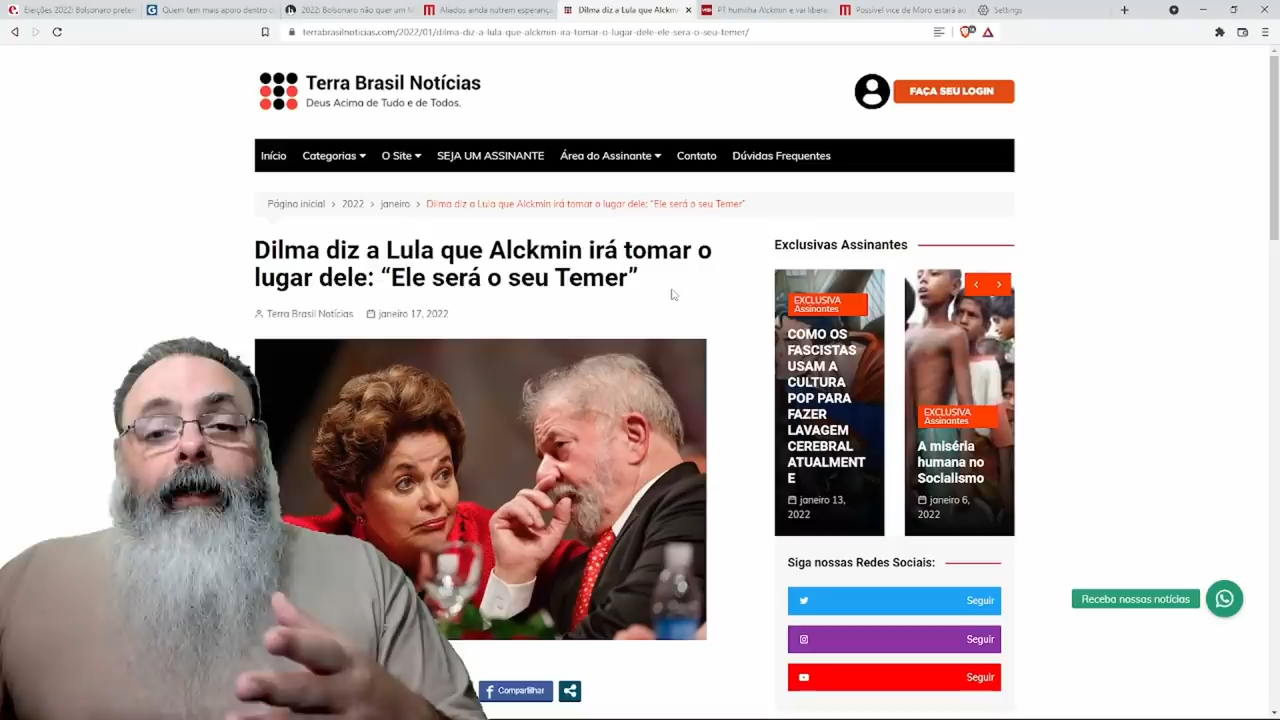 Eleições 2022: Bolsonaro preten
Quem tem mais apoio dentro d
2022: Bolsonaro não quer um M
Aliados ainda nutrem esperanç
Dilma diz a Lula que Alckm
PT humilha Alckmin e vai libera
Possível vice de Moro estará ao
Settings
terrabrasilnoticias.com/2022/01/dilma-diz-a-lula-que-alckmin-ira-tomar-o-lugar-dele-ele-sera-o-seu-temer/
Terra Brasil Notícias
Deus Acima de Tudo e de Todos.
FAÇA SEU LOGIN
Início Categorias O Site SEJA UM ASSINANTE Área do Assinante Contato Dúvidas Frequentes
Página inicial > 2022 > janeiro > Dilma diz a Lula que Alckmin irá tomar o lugar dele: “Ele será o seu Temer”
Dilma diz a Lula que Alckmin irá tomar o
lugar dele: “Ele será o seu Temer”
Terra Brasil Notícias janeiro 17, 2022
Compartilhar
Exclusivas Assinantes
EXCLUSIVA
Assinantes
COMO OS
FASCISTAS
USAM A
CULTURA
POP PARA
FAZER
LAVAGEM
CEREBRAL
ATUALMENT
E
janeiro 13,
2022
EXCLUSIVA
Assinantes
A miséria
humana no
Socialismo
janeiro 6,
2022
Siga nossas Redes Sociais:
Seguir
Seguir
Seguir
Receba nossas notícias